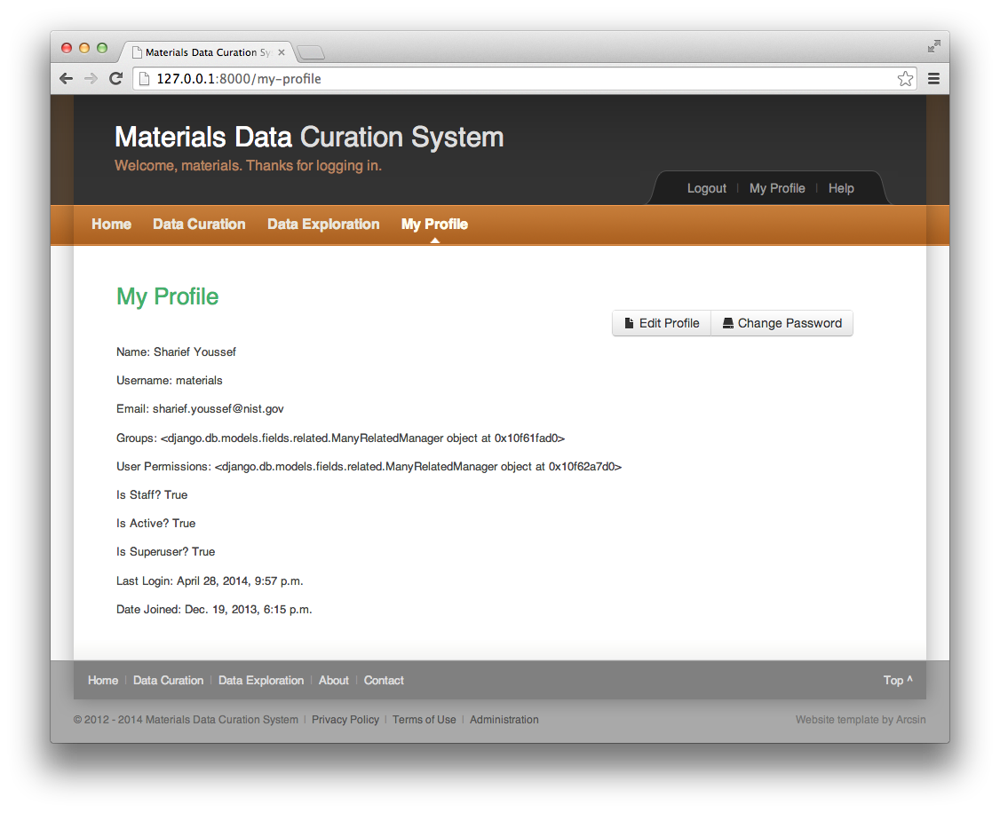 Materials Data Curation Sy
127.0.0.1:8000/my-profile
Materials Data Curation System
Welcome, materials. Thanks for logging in.
Logout | My Profile | Help
Home Data Curation Data Exploration My Profile
My Profile
Edit Profile Change Password
Name: Sharief Youssef
Username: materials
Email: sharief.youssef@nist.gov
Groups: <django.db.models.fields.related.ManyRelatedManager object at 0x10f61fad0>
User Permissions: <django.db.models.fields.related.ManyRelatedManager object at 0x10f62a7d0>
Is Staff? True
Is Active? True
Is Superuser? True
Last Login: April 28, 2014, 9:57 p.m.
Date Joined: Dec. 19, 2013, 6:15 p.m.
Home | Data Curation | Data Exploration | About | Contact Top ^
© 2012 - 2014 Materials Data Curation System | Privacy Policy | Terms of Use | Administration Website template by Arcsin